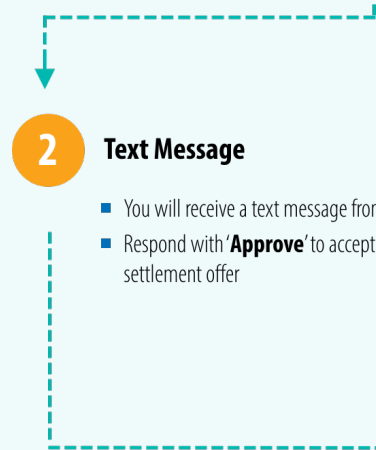 2
Text Message
You will receive a text message from
Respond with ‘Approve’ to accept
settlement offer